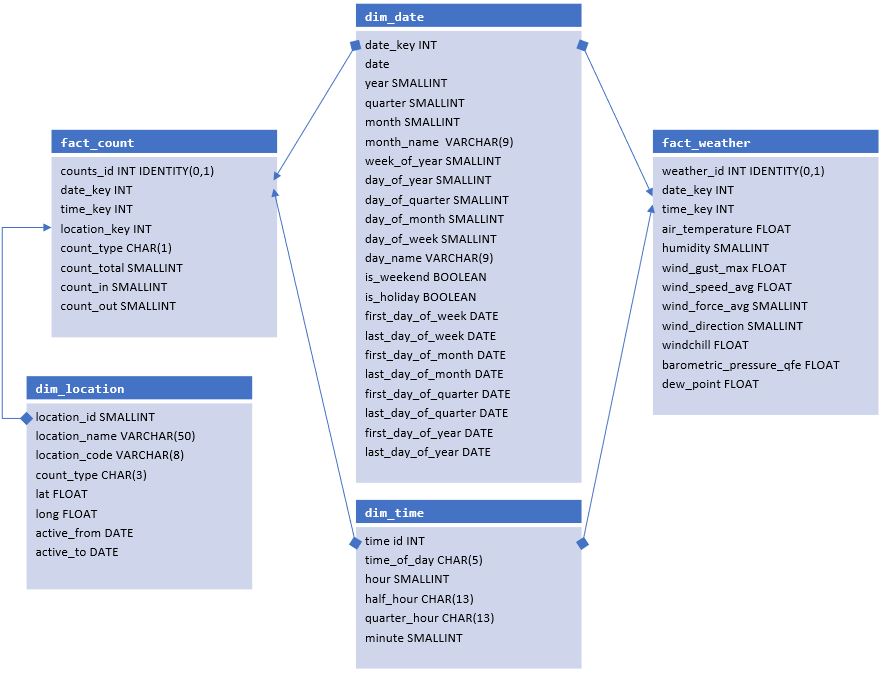 dim_date
date_key INT
date
year SMALLINT
quarter SMALLINT
month SMALLINT
month_name VARCHAR(9)
week_of_year SMALLINT
day_of_year SMALLINT
day_of_quarter SMALLINT
day_of_month SMALLINT
day_of_week SMALLINT
day_name VARCHAR(9)
is_weekend BOOLEAN
is_holiday BOOLEAN
first_day_of_week DATE
last_day_of_week DATE
first_day_of_month DATE
last_day_of_month DATE
first_day_of_quarter DATE
last_day_of_quarter DATE
first_day_of_year DATE
last_day_of_year DATE
fact_count
counts_id INT IDENTITY(0,1)
date_key INT
time_key INT
location_key INT
count_type CHAR(1)
count_total SMALLINT
count_in SMALLINT
count_out SMALLINT
fact_weather
weather_id INT IDENTITY(0,1)
date_key INT
time_key INT
air_temperature FLOAT
humidity SMALLINT
wind_gust_max FLOAT
wind_speed_avg FLOAT
wind_force_avg SMALLINT
wind_direction SMALLINT
windchill FLOAT
barometric_pressure_qfe FLOAT
dew_point FLOAT
dim_location
location_id SMALLINT
location_name VARCHAR(50)
location_code VARCHAR(8)
count_type CHAR(3)
lat FLOAT
long FLOAT
active_from DATE
active_to DATE
dim_time
time id INT
time_of_day CHAR(5)
hour SMALLINT
half_hour CHAR(13)
quarter_hour CHAR(13)
minute SMALLINT